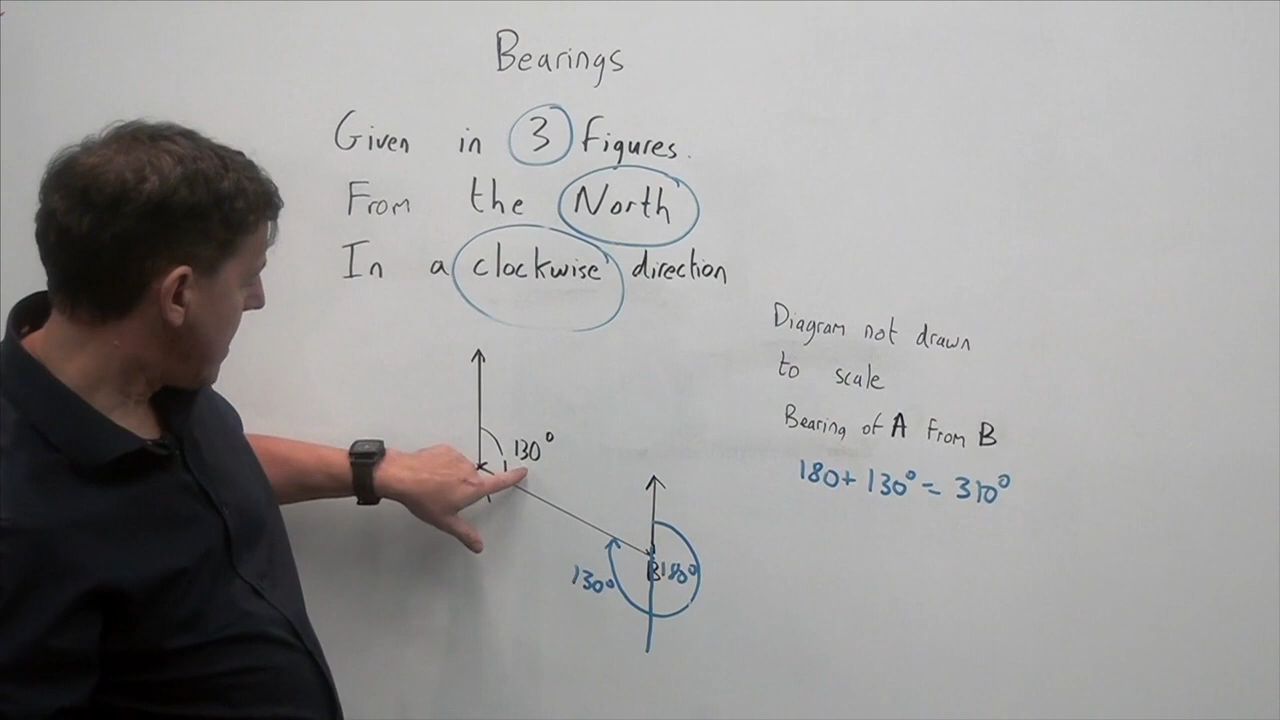 Bearings
Given in 3 figures.
From the North
In a clockwise direction
Diagram not drawn
to scale
Bearing of A from B
180+ 130° = 310°
130°
B 180°
130°